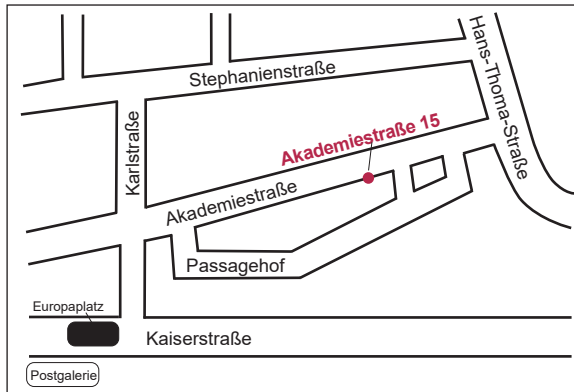 Stephanienstraße
Hans-Thoma-Straße
Karlstraße
Akademiestraße 15
Akademiestraße
Passagehof
Europaplatz
Kaiserstraße
Postgalerie